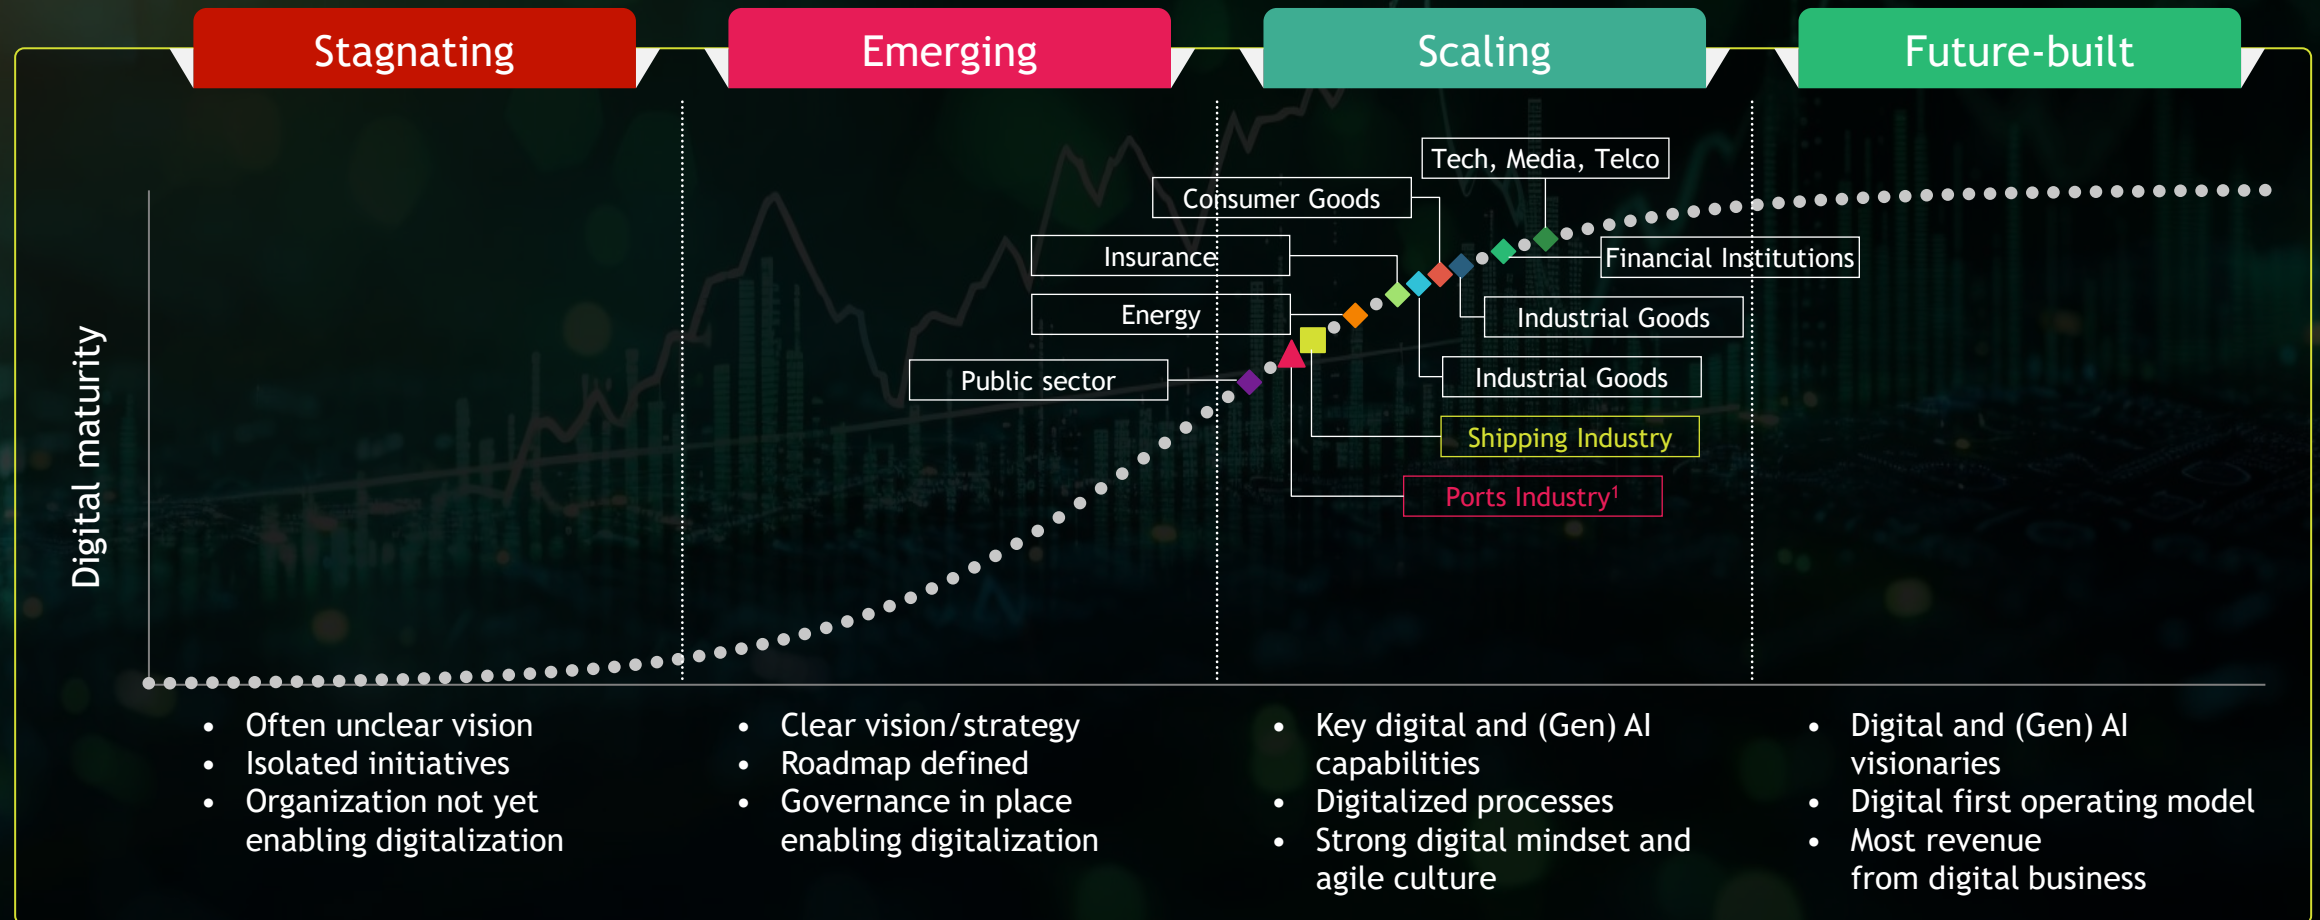 Stagnating
Emerging
Scaling
Future-built
Digital maturity
Tech, Media, Telco
Consumer Goods
Insurance
Financial Institutions
Energy
Industrial Goods
Public sector
Industrial Goods
Shipping Industry
Ports Industry¹
• Often unclear vision
• Isolated initiatives
• Organization not yet
enabling digitalization
• Clear vision/strategy
• Roadmap defined
• Governance in place
enabling digitalization
• Key digital and (Gen) AI
capabilities
• Digitalized processes
• Strong digital mindset and
agile culture
• Digital and (Gen) AI
visionaries
• Digital first operating model
• Most revenue
from digital business